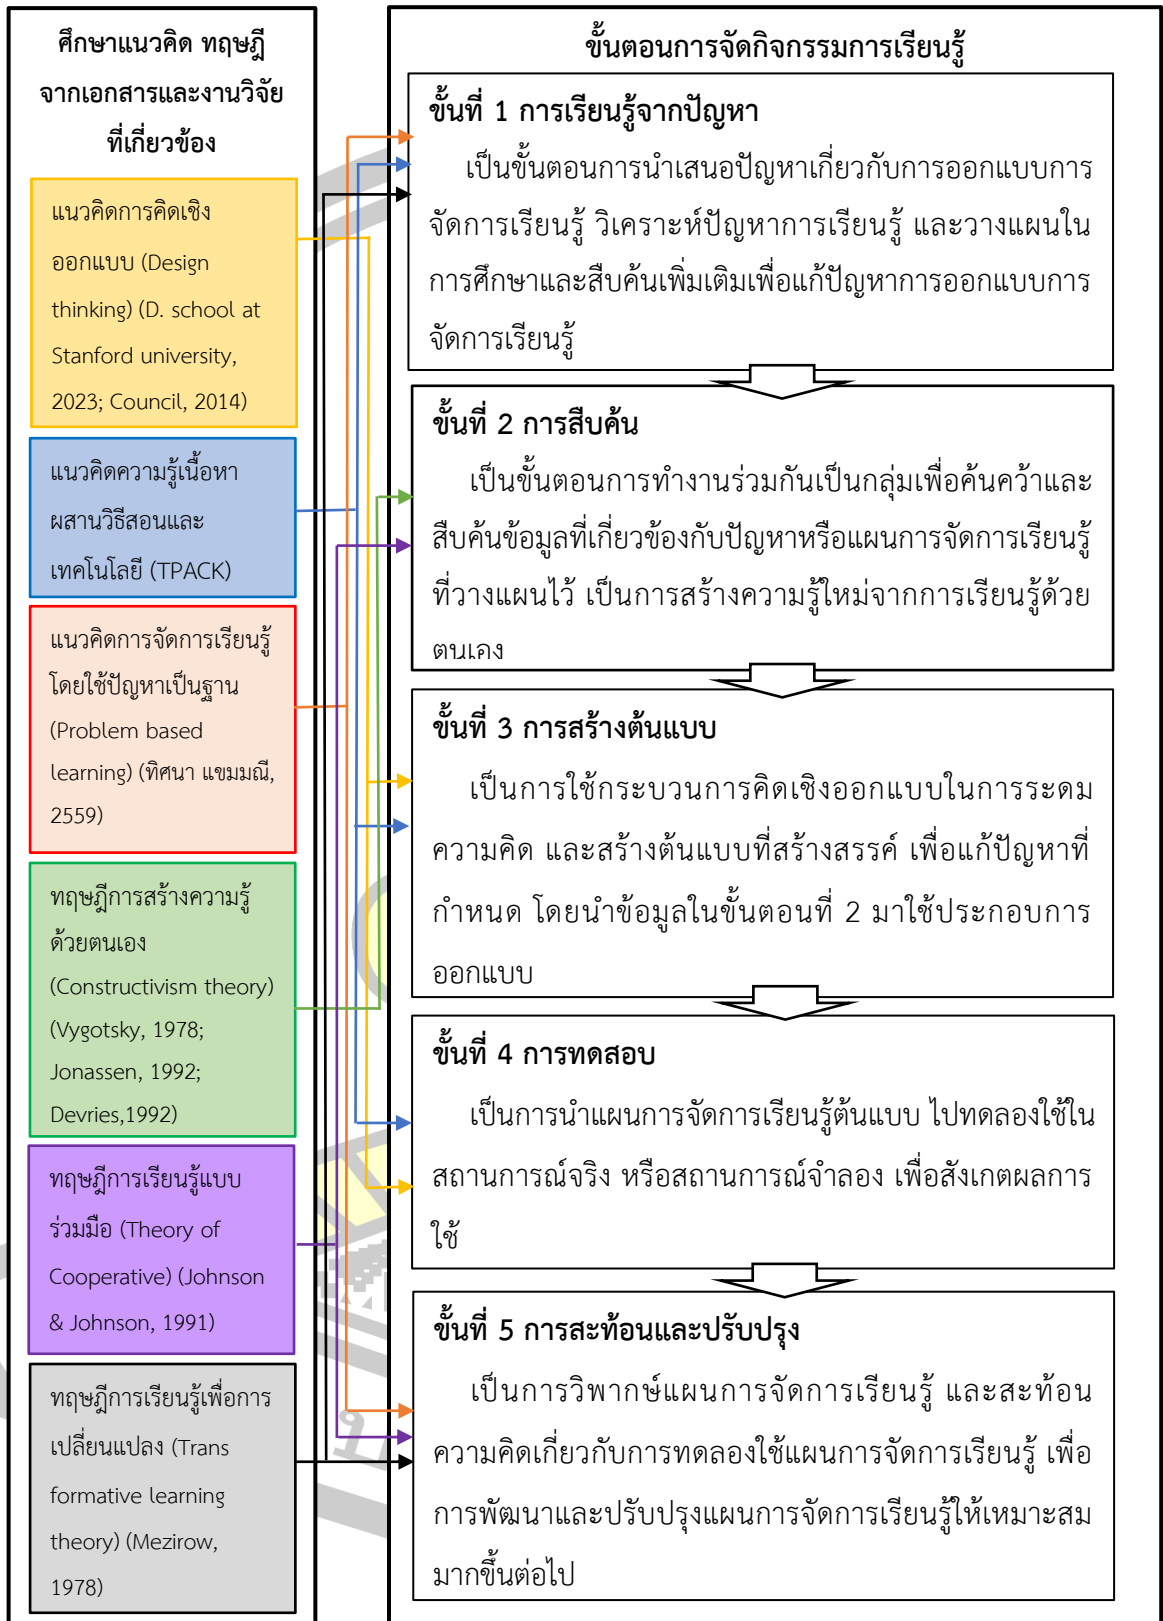 ศึกษาแนวคิด ทฤษฎี
จากเอกสารและงานวิจัย
ที่เกี่ยวข้อง
แนวคิดการคิดเชิง
ออกแบบ (Design
thinking) (D. school at
Stanford university,
2023; Council, 2014)
แนวคิดความรู้เนื้อหา
ผสานวิธีสอนและ
เทคโนโลยี (TPACK)
แนวคิดการจัดการเรียนรู้
โดยใช้ปัญหาเป็นฐาน
(Problem based
learning) (ทิศนา แขมมณี,
2559)
ทฤษฎีการสร้างความรู้
ด้วยตนเอง
(Constructivism theory)
(Vygotsky, 1978;
Jonassen, 1992;
Devries,1992)
ทฤษฎีการเรียนรู้แบบ
ร่วมมือ (Theory of
Cooperative) (Johnson
& Johnson, 1991)
ทฤษฎีการเรียนรู้เพื่อการ
เปลี่ยนแปลง (Trans
formative learning
theory) (Mezirow,
1978)
ขั้นตอนการจัดกิจกรรมการเรียนรู้
ขั้นที่ 1 การเรียนรู้จากปัญหา
เป็นขั้นตอนการนำเสนอปัญหาเกี่ยวกับการออกแบบการ
จัดการเรียนรู้ วิเคราะห์ปัญหาการเรียนรู้ และวางแผนใน
การศึกษาและสืบค้นเพิ่มเติมเพื่อแก้ปัญหาการออกแบบการ
จัดการเรียนรู้
ขั้นที่ 2 การสืบค้น
เป็นขั้นตอนการทำงานร่วมกันเป็นกลุ่มเพื่อค้นคว้าและ
สืบค้นข้อมูลที่เกี่ยวข้องกับปัญหาหรือแผนการจัดการเรียนรู้
ที่วางแผนไว้ เป็นการสร้างความรู้ใหม่จากการเรียนรู้ด้วย
ตนเอง
ขั้นที่ 3 การสร้างต้นแบบ
เป็นการใช้กระบวนการคิดเชิงออกแบบในการระดม
ความคิด และสร้างต้นแบบที่สร้างสรรค์ เพื่อแก้ปัญหาที่
กำหนด โดยนำข้อมูลในขั้นตอนที่ 2 มาใช้ประกอบการ
ออกแบบ
ขั้นที่ 4 การทดสอบ
เป็นการนำแผนการจัดการเรียนรู้ต้นแบบ ไปทดลองใช้ใน
สถานการณ์จริง หรือสถานการณ์จำลอง เพื่อสังเกตผลการ
ใช้
ขั้นที่ 5 การสะท้อนและปรับปรุง
เป็นการวิพากษ์แผนการจัดการเรียนรู้ และสะท้อน
ความคิดเกี่ยวกับการทดลองใช้แผนการจัดการเรียนรู้ เพื่อ
การพัฒนาและปรับปรุงแผนการจัดการเรียนรู้ให้เหมาะสม
มากขึ้นต่อไป